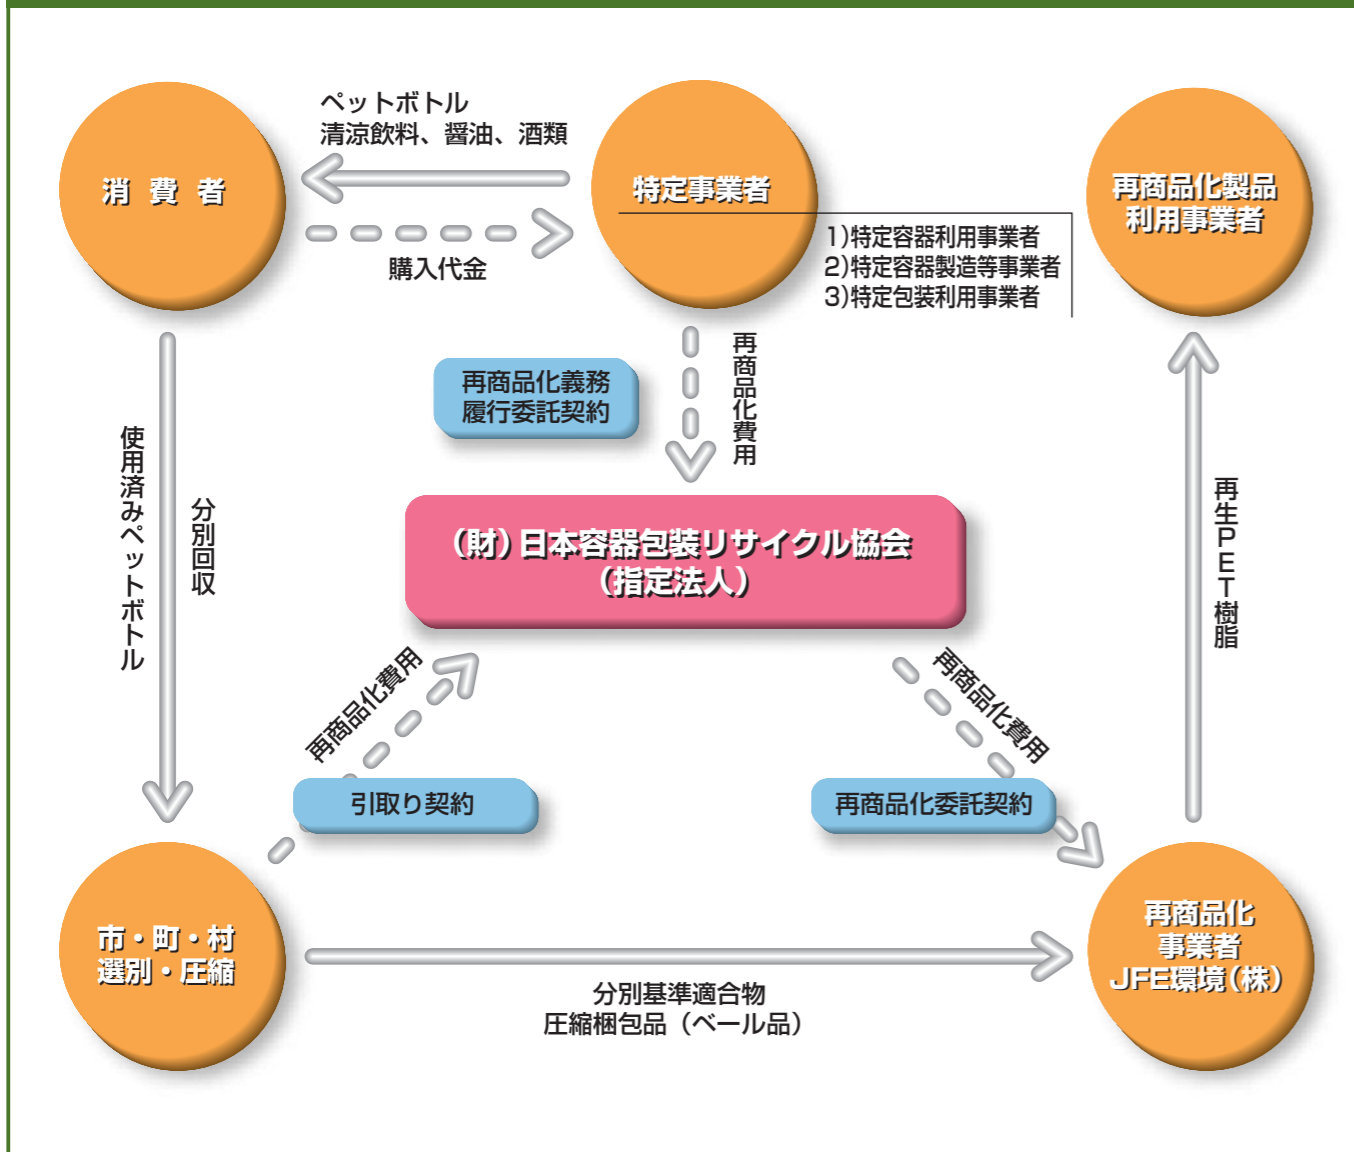 ペットボトル
清涼飲料、醤油、酒類
消 費 者
特定事業者
再商品化製品
利用事業者
購入代金
1)特定容器利用事業者
2)特定容器製造等事業者
3)特定包装利用事業者
再商品化義務
履行委託契約
再商品化費用
使用済みペットボトル
分別回収
(財)日本容器包装リサイクル協会
(指定法人)
再生PET樹脂
再商品化費用
再商品化費用
引取り契約
再商品化委託契約
市・町・村
選別・圧縮
再商品化
事業者
JFE環境(株)
分別基準適合物
圧縮梱包品(ベール品)